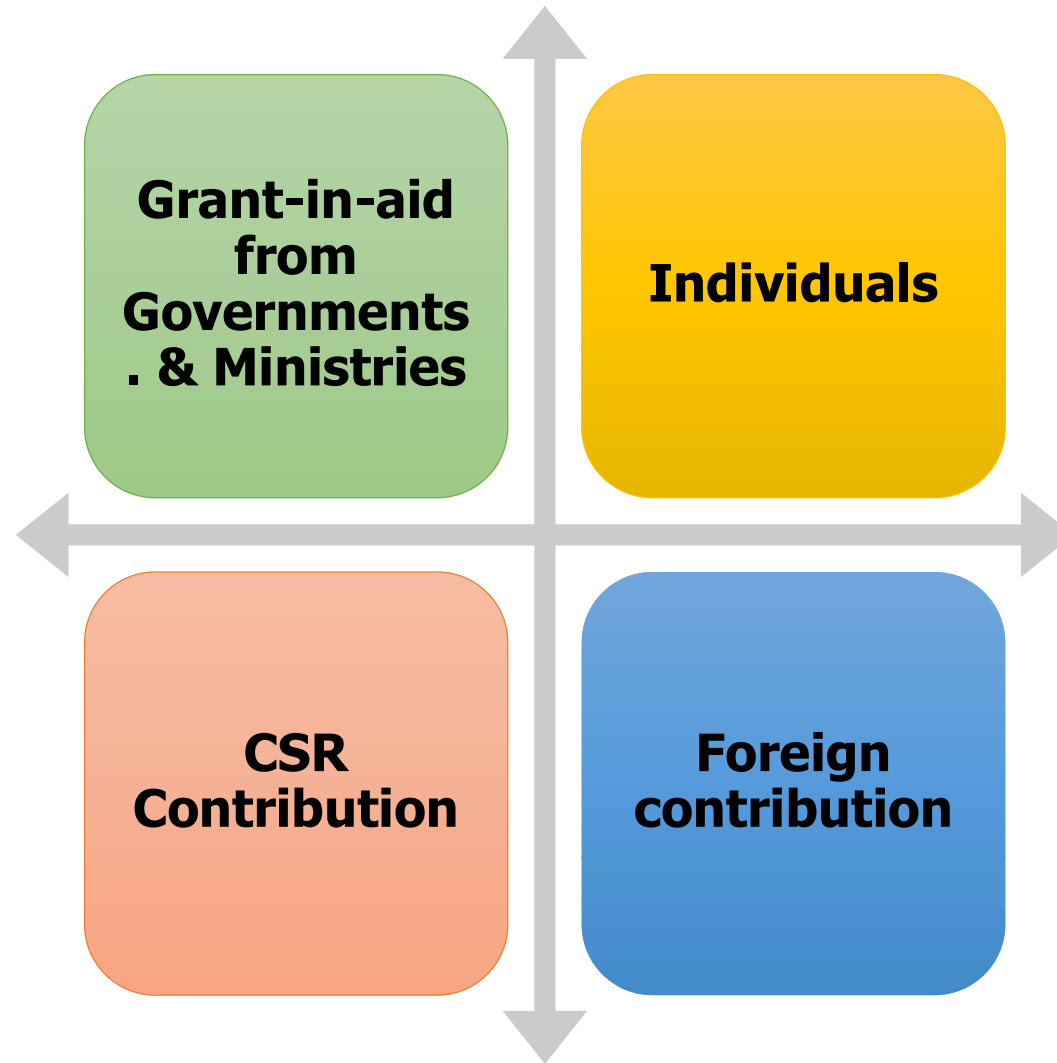 Grant-in-aid
from
Governments
. & Ministries
Individuals
CSR
Contribution
Foreign
contribution